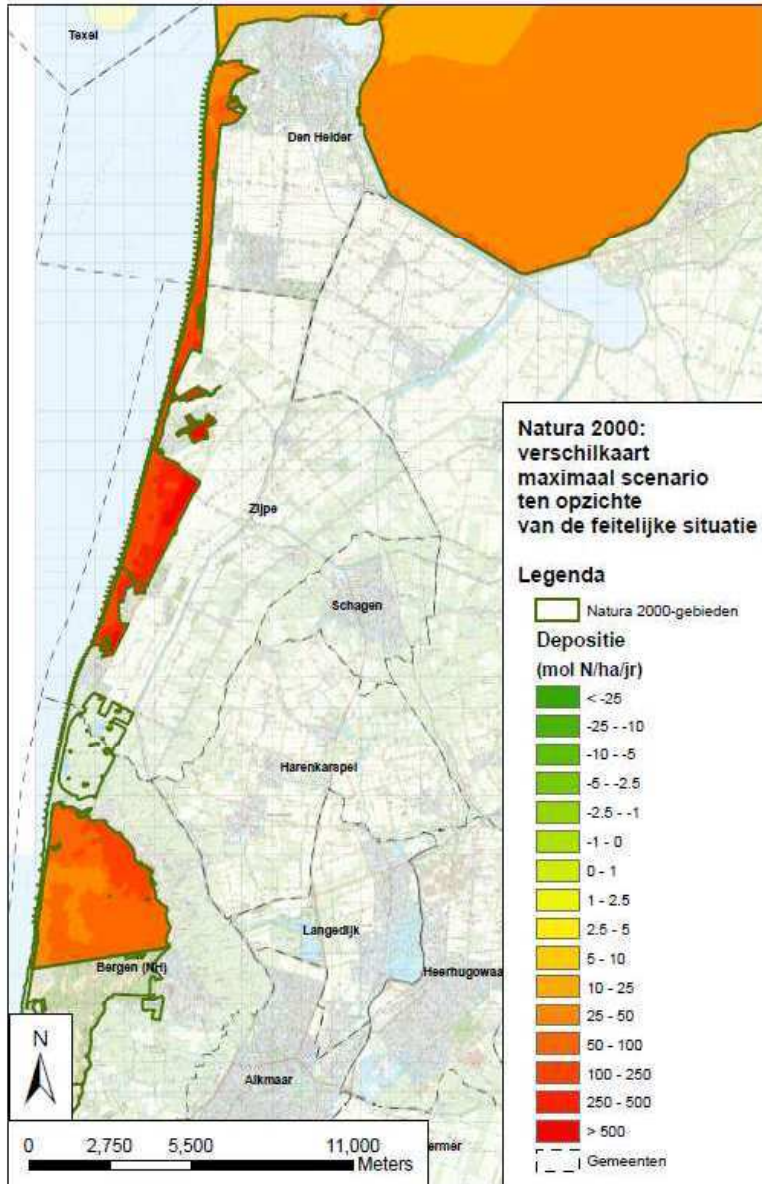 Texel
Den Helder
Zijpe
Schagen
Harenkarspel
Langedijk
Bergen (NH)
Heerhugowaa
Alkmaar
ermer
Natura 2000:
verschilkaart
maximaal scenario
ten opzichte
van de feitelijke situatie
Legenda
Natura 2000-gebieden
Depositie
(mol N/ha/jr)
< -25
-25 - -10
-10 - -5
-5 - -2.5
-2.5 - -1
-1 - 0
0 - 1
1 - 2.5
2.5 - 5
5 - 10
10 - 25
25 - 50
50 - 100
100 - 250
250 - 500
> 500
Gemeenten
N
0 2,750 5,500 11,000
Meters